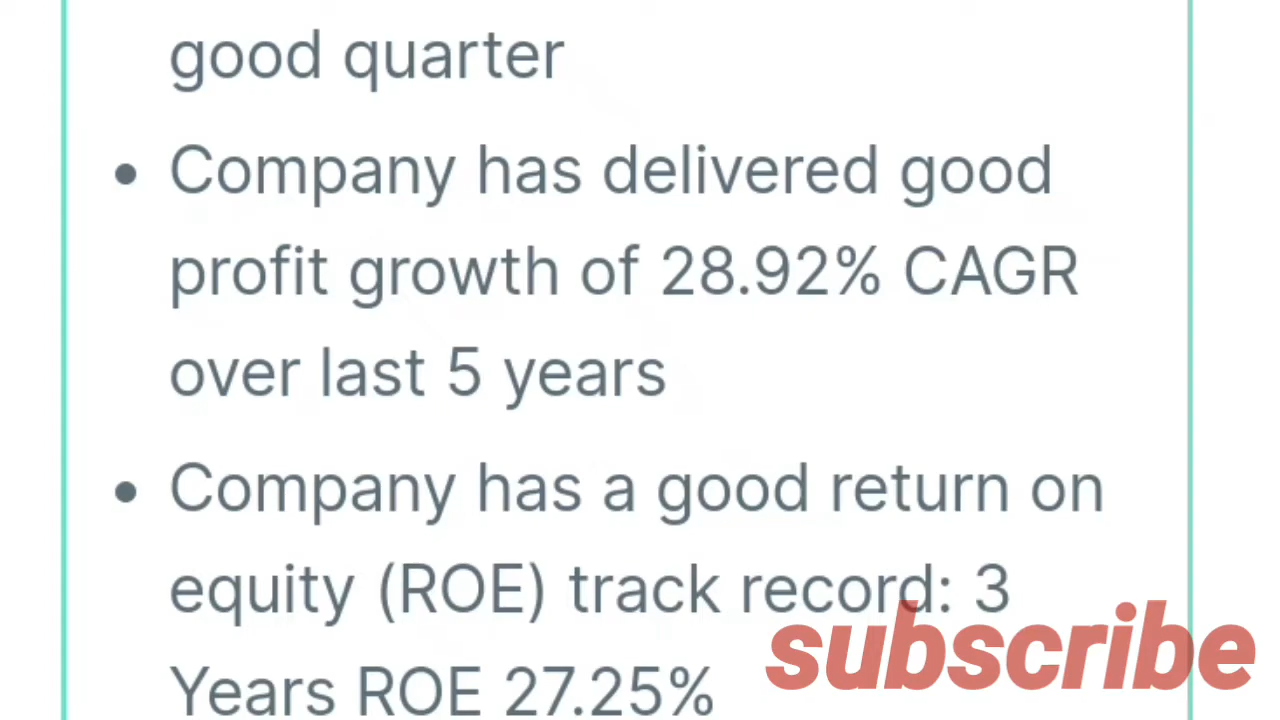 good quarter
• Company has delivered good
profit growth of 28.92% CAGR
over last 5 years
• Company has a good return on
equity (ROE) track record: 3
Years ROE 27.25%
subscribe